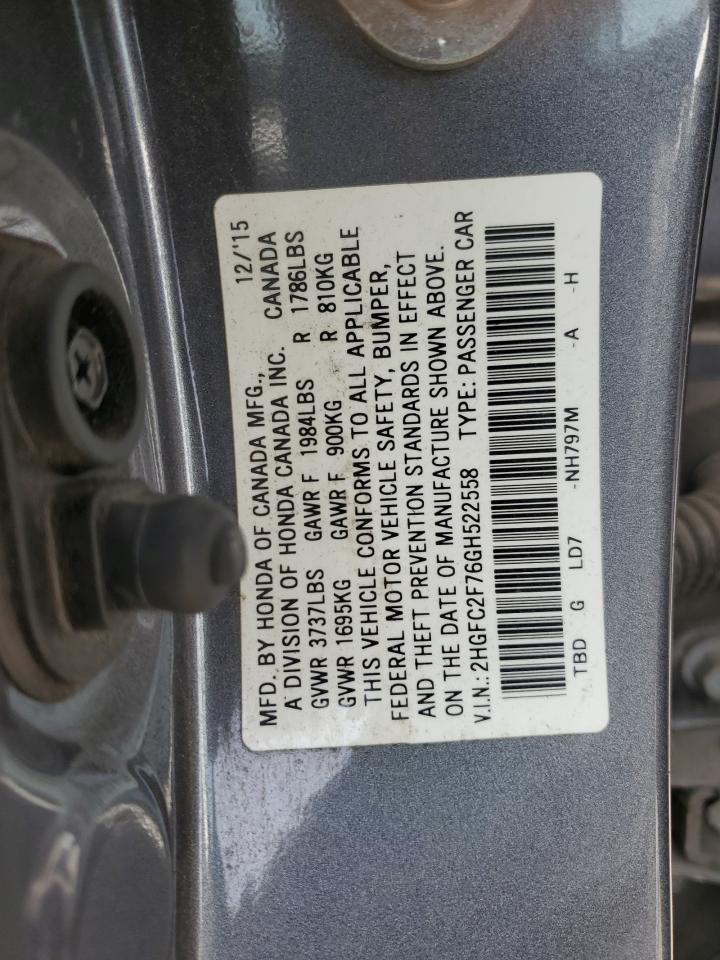 12/'15
MFD. BY HONDA OF CANADA MFG.,
A DIVISION OF HONDA CANADA INC. CANADA
GVWR 3737LBS GAWR F 1984LBS R 1786LBS
GVWR 1695KG GAWR F 900KG R 810KG
THIS VEHICLE CONFORMS TO ALL APPLICABLE
FEDERAL MOTOR VEHICLE SAFETY, BUMPER,
AND THEFT PREVENTION STANDARDS IN EFFECT
ON THE DATE OF MANUFACTURE SHOWN ABOVE.
V.I.N.: 2HGFC2F76GH522558 TYPE: PASSENGER CAR
TBD G LD7 -NH797M -A -H